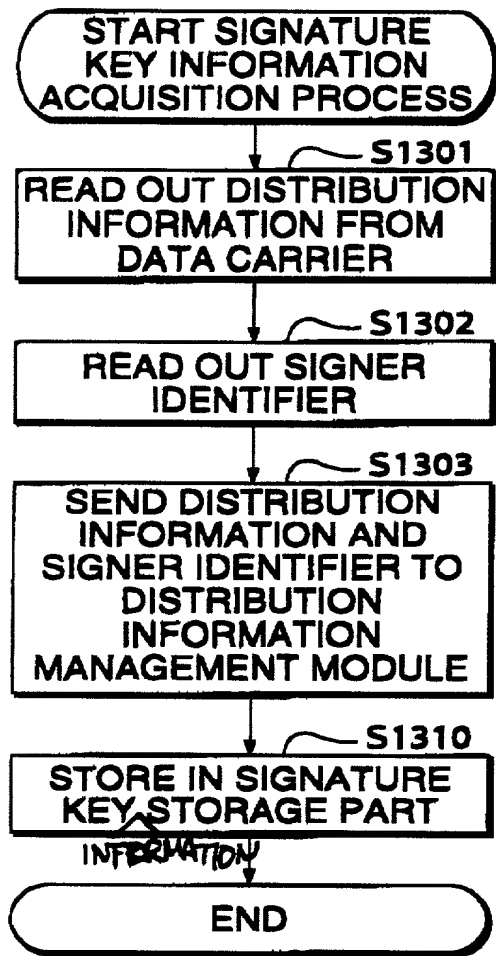 START SIGNATURE
KEY INFORMATION
ACQUISITION PROCESS
S1301
READ OUT DISTRIBUTION
INFORMATION FROM
DATA CARRIER
S1302
READ OUT SIGNER
IDENTIFIER
S1303
SEND DISTRIBUTION
INFORMATION AND
SIGNER IDENTIFIER TO
DISTRIBUTION
INFORMATION
MANAGEMENT MODULE
S1310
STORE IN SIGNATURE
KEY STORAGE PART
INFORMATION
END